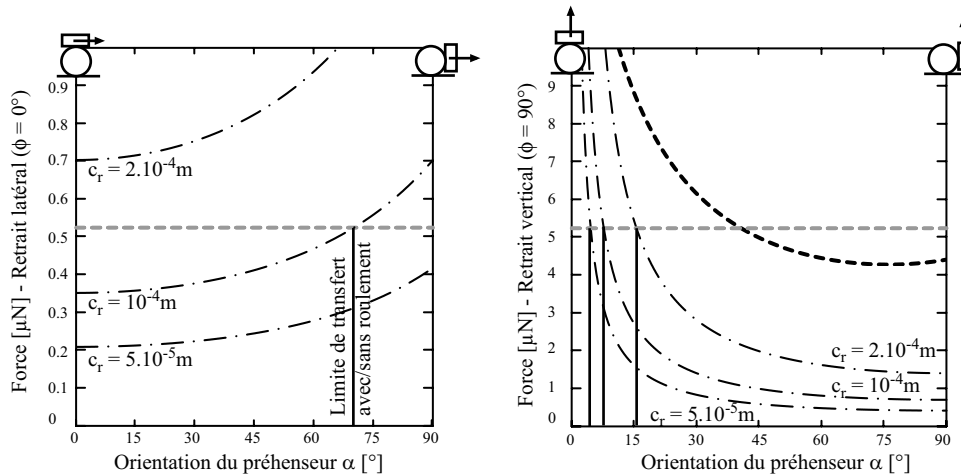 Force [µN] - Retrait latéral (ϕ = 0°)
0.9
0.8
0.7
0.6
0.5
0.4
0.3
0.2
0.1
0
c_r = 2.10⁻⁴m
c_r = 10⁻⁴m
c_r = 5.10⁻⁵m
Limite de transfert
avec/sans roulement
0 15 30 45 60 75 90
Orientation du préhenseur α [°]
Force [µN] - Retrait vertical (ϕ = 90°)
9
8
7
6
5
4
3
2
1
0
c_r = 2.10⁻⁴m
c_r = 10⁻⁴m
c_r = 5.10⁻⁵m
0 15 30 45 60 75 90
Orientation du préhenseur α [°]